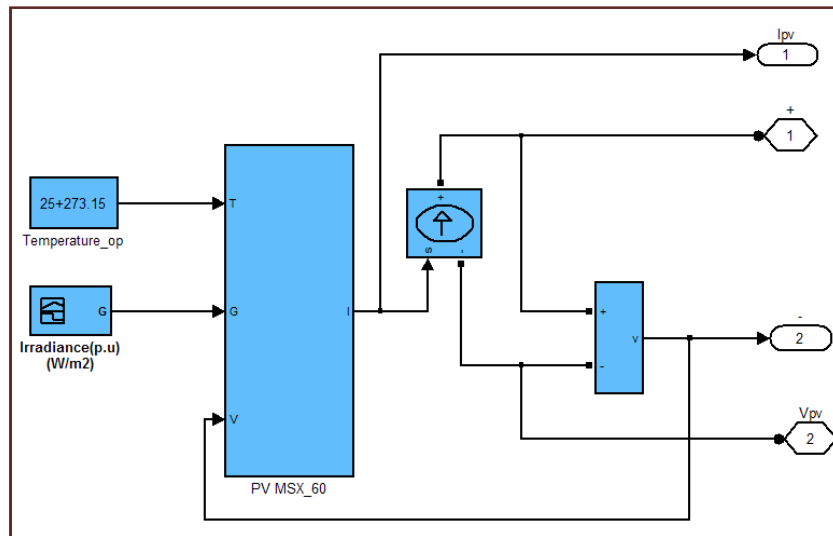 Ipv
1
+
1
25+273.15
Temperature_op
T
+
s
-
G
Irradiance(p.u)
(W/m2)
G
I
+
v
-
-
2
V
Vpv
2
PV MSX_60